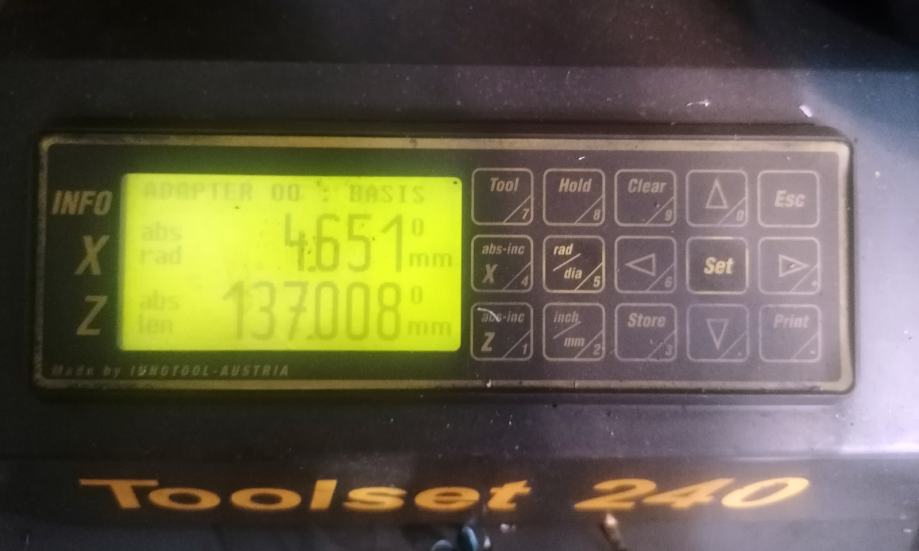 INFO
ADAPTER 00 : BASIS
X
abs
rad
4.651
0
mm
Z
abs
len
137.008
0
mm
Made by IUNOTOOL-AUSTRIA
Tool 7
Hold 8
Clear 9
0
Esc
abs-inc X 4
rad/dia 5
6
Set
abs-inc Z 1
inch/mm 2
Store 3
Print
Toolset 240